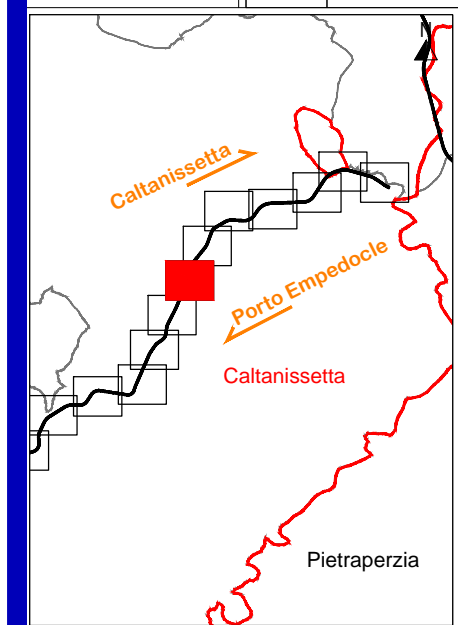 N
Caltanissetta
Porto Empedocle
Caltanissetta
Pietraperzia